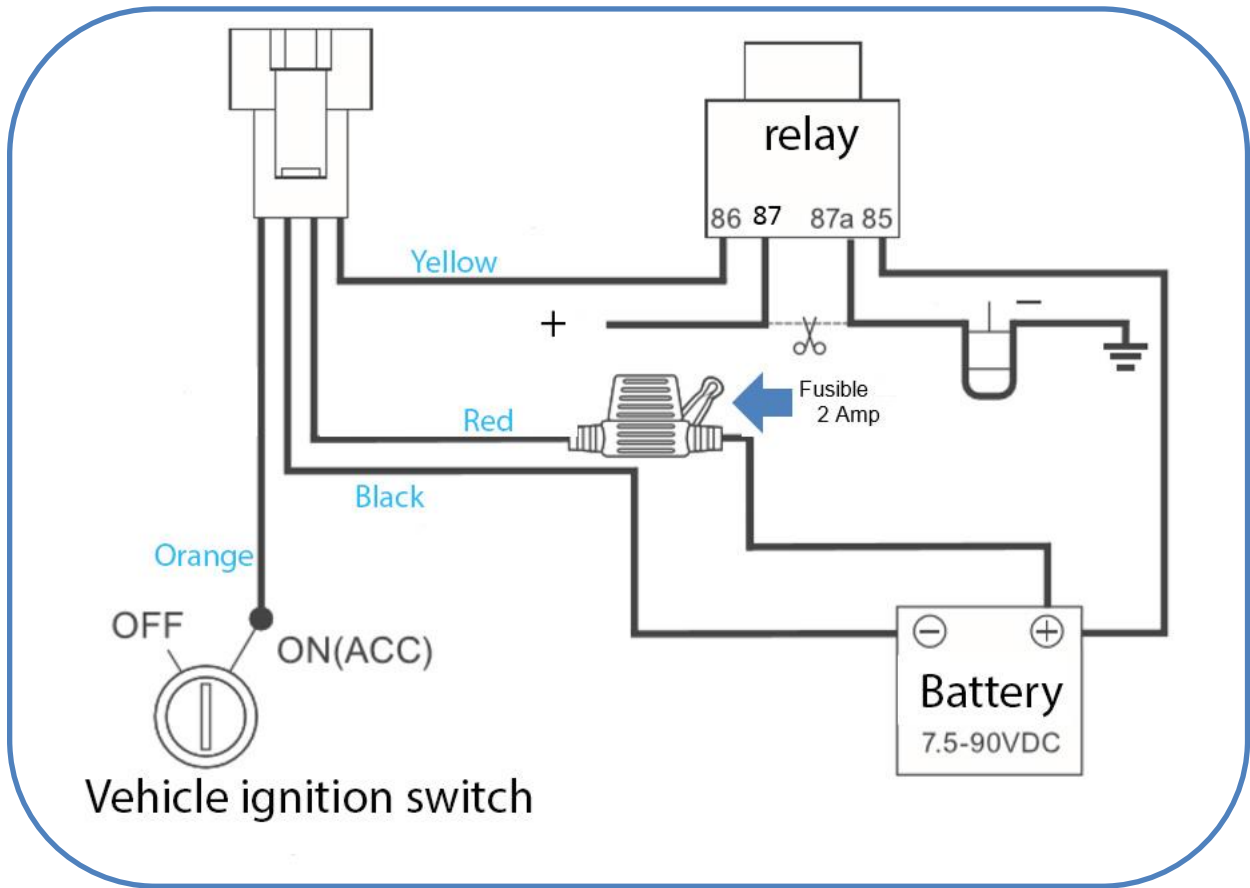 relay
86 87 87a 85
Yellow
+
−
Fusible
2 Amp
Red
Black
Orange
OFF
ON(ACC)
− +
Battery
7.5-90VDC
Vehicle ignition switch